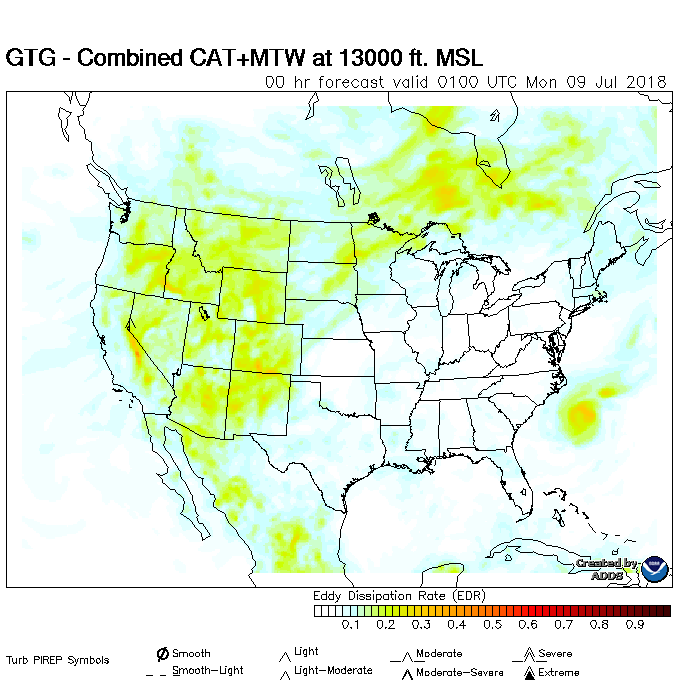 GTG - Combined CAT+MTW at 13000 ft. MSL
00 hr forecast valid 0100 UTC Mon 09 Jul 2018
Created by
ADDS
NOAA
Eddy Dissipation Rate (EDR)
0.1 0.2 0.3 0.4 0.5 0.6 0.7 0.8 0.9
Turb PIREP Symbols
Smooth
Light
Moderate
Severe
Smooth-Light
Light-Moderate
Moderate-Severe
Extreme